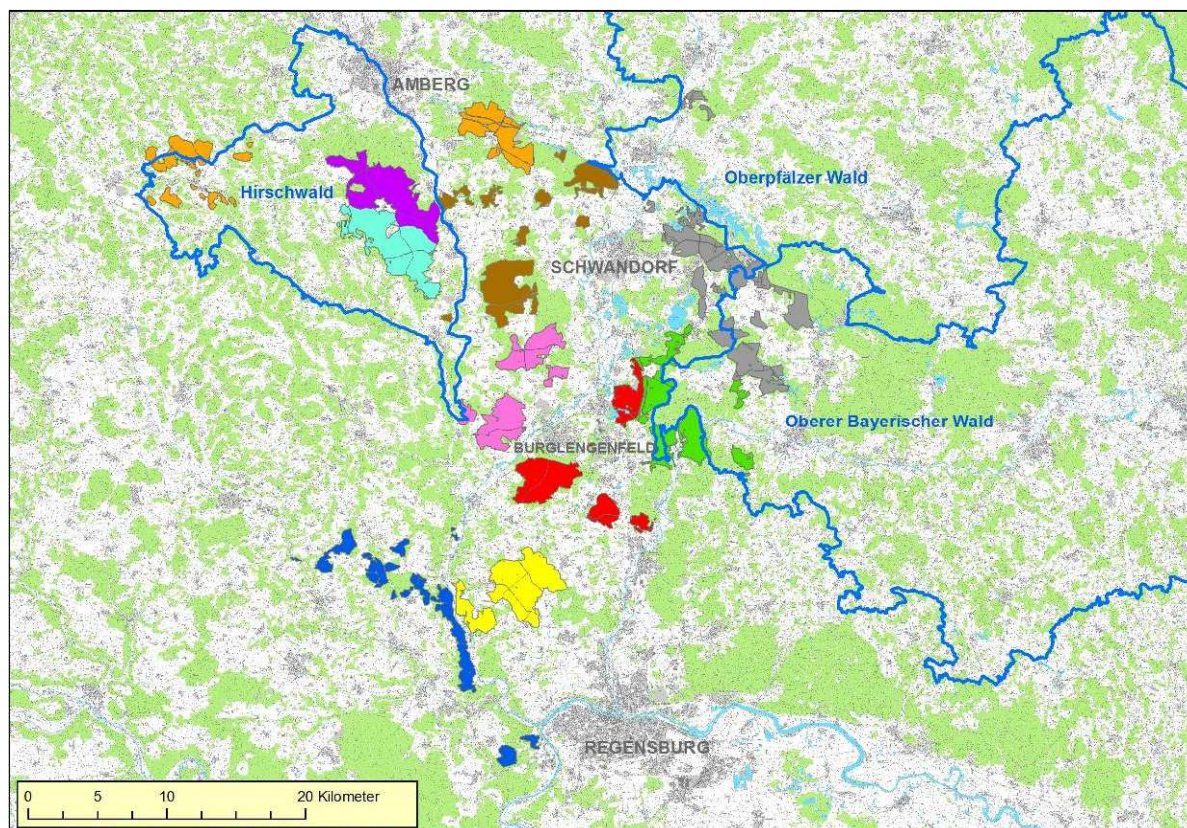 AMBERG
Hirschwald
Oberpfälzer Wald
SCHWANDORF
Oberer Bayerischer Wald
BURGLENGENFELD
REGENSBURG
0 5 10 20 Kilometer